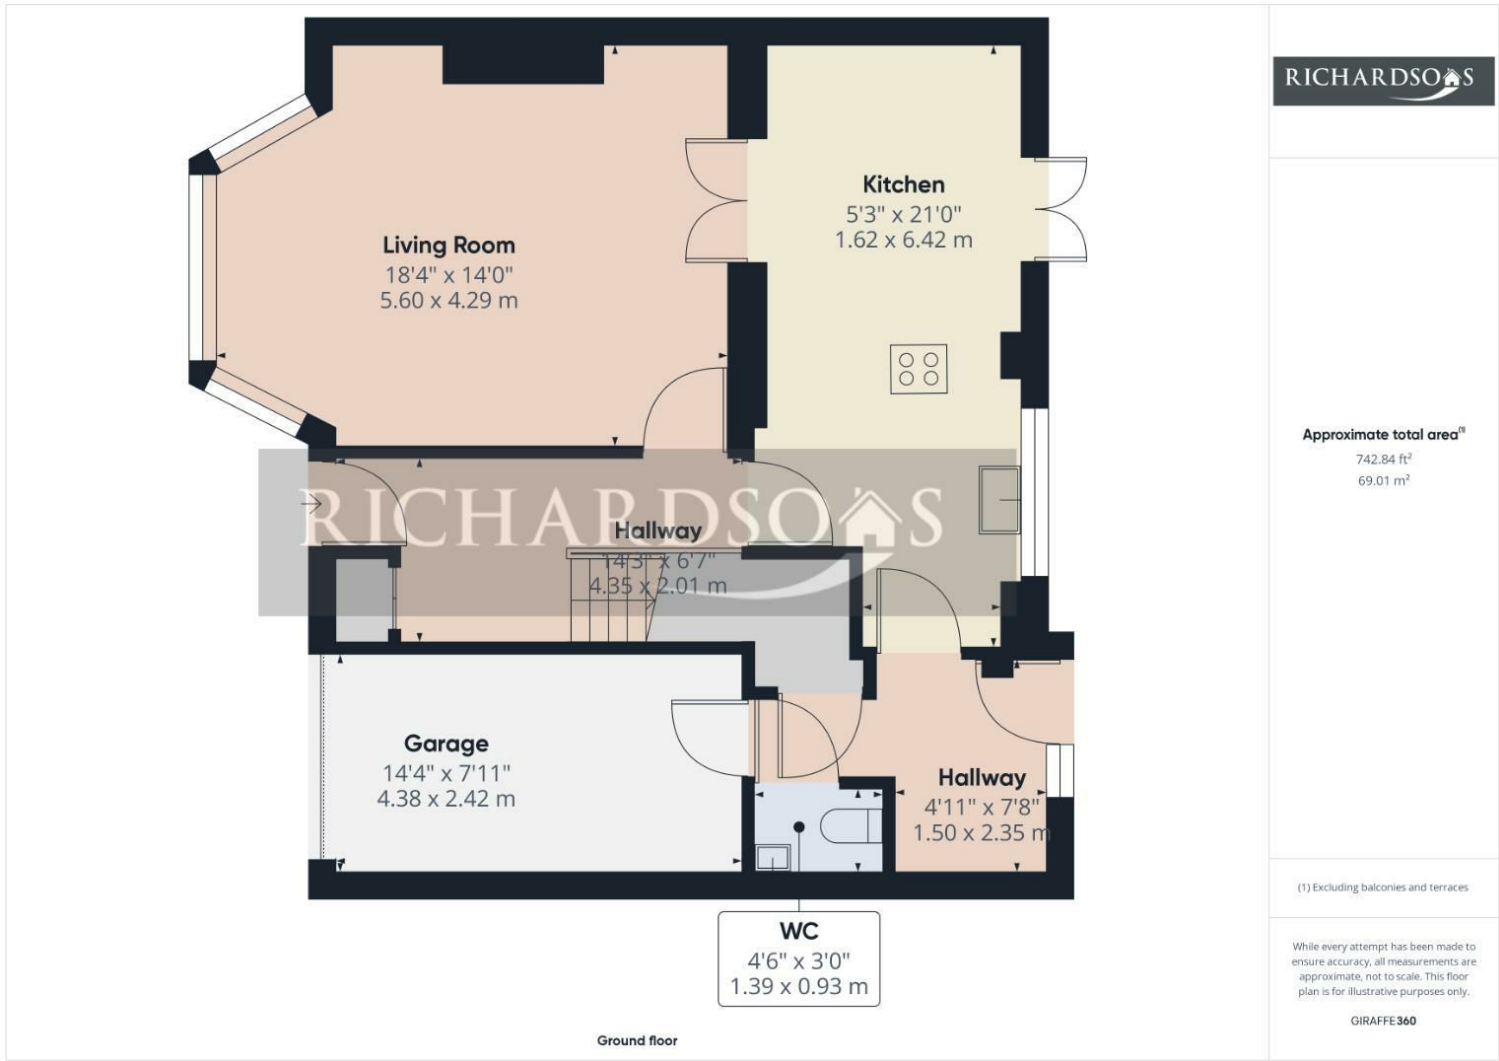 Kitchen
5'3" x 21'0"
1.62 x 6.42 m
Living Room
18'4" x 14'0"
5.60 x 4.29 m
RICHARDSONS
Hallway
14'3" x 6'7"
4.35 x 2.01 m
Garage
14'4" x 7'11"
4.38 x 2.42 m
Hallway
4'11" x 7'8"
1.50 x 2.35 m
WC
4'6" x 3'0"
1.39 x 0.93 m
Ground floor
RICHARDSONS
Approximate total area(1)
742.84 ft²
69.01 m²
(1) Excluding balconies and terraces
While every attempt has been made to
ensure accuracy, all measurements are
approximate, not to scale. This floor
plan is for illustrative purposes only.
GIRAFFE360